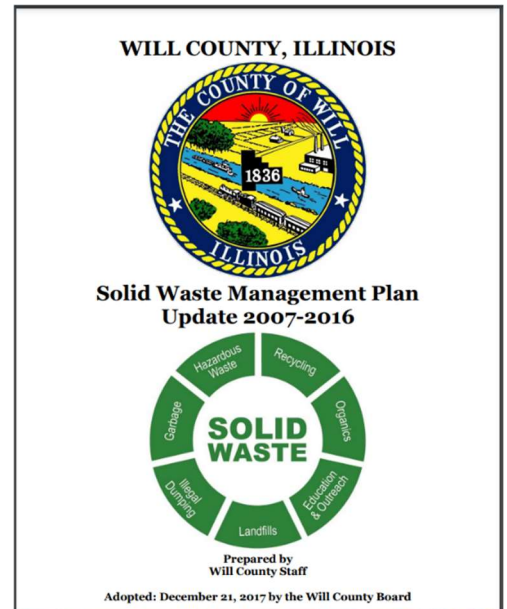 WILL COUNTY, ILLINOIS
THE COUNTY OF WILL
1836
ILLINOIS
Solid Waste Management Plan
Update 2007-2016
Hazardous
Waste
Recycling
Garbage
Organics
SOLID
WASTE
Illegal
Dumping
Education
& Outreach
Landfills
Prepared by
Will County Staff
Adopted: December 21, 2017 by the Will County Board